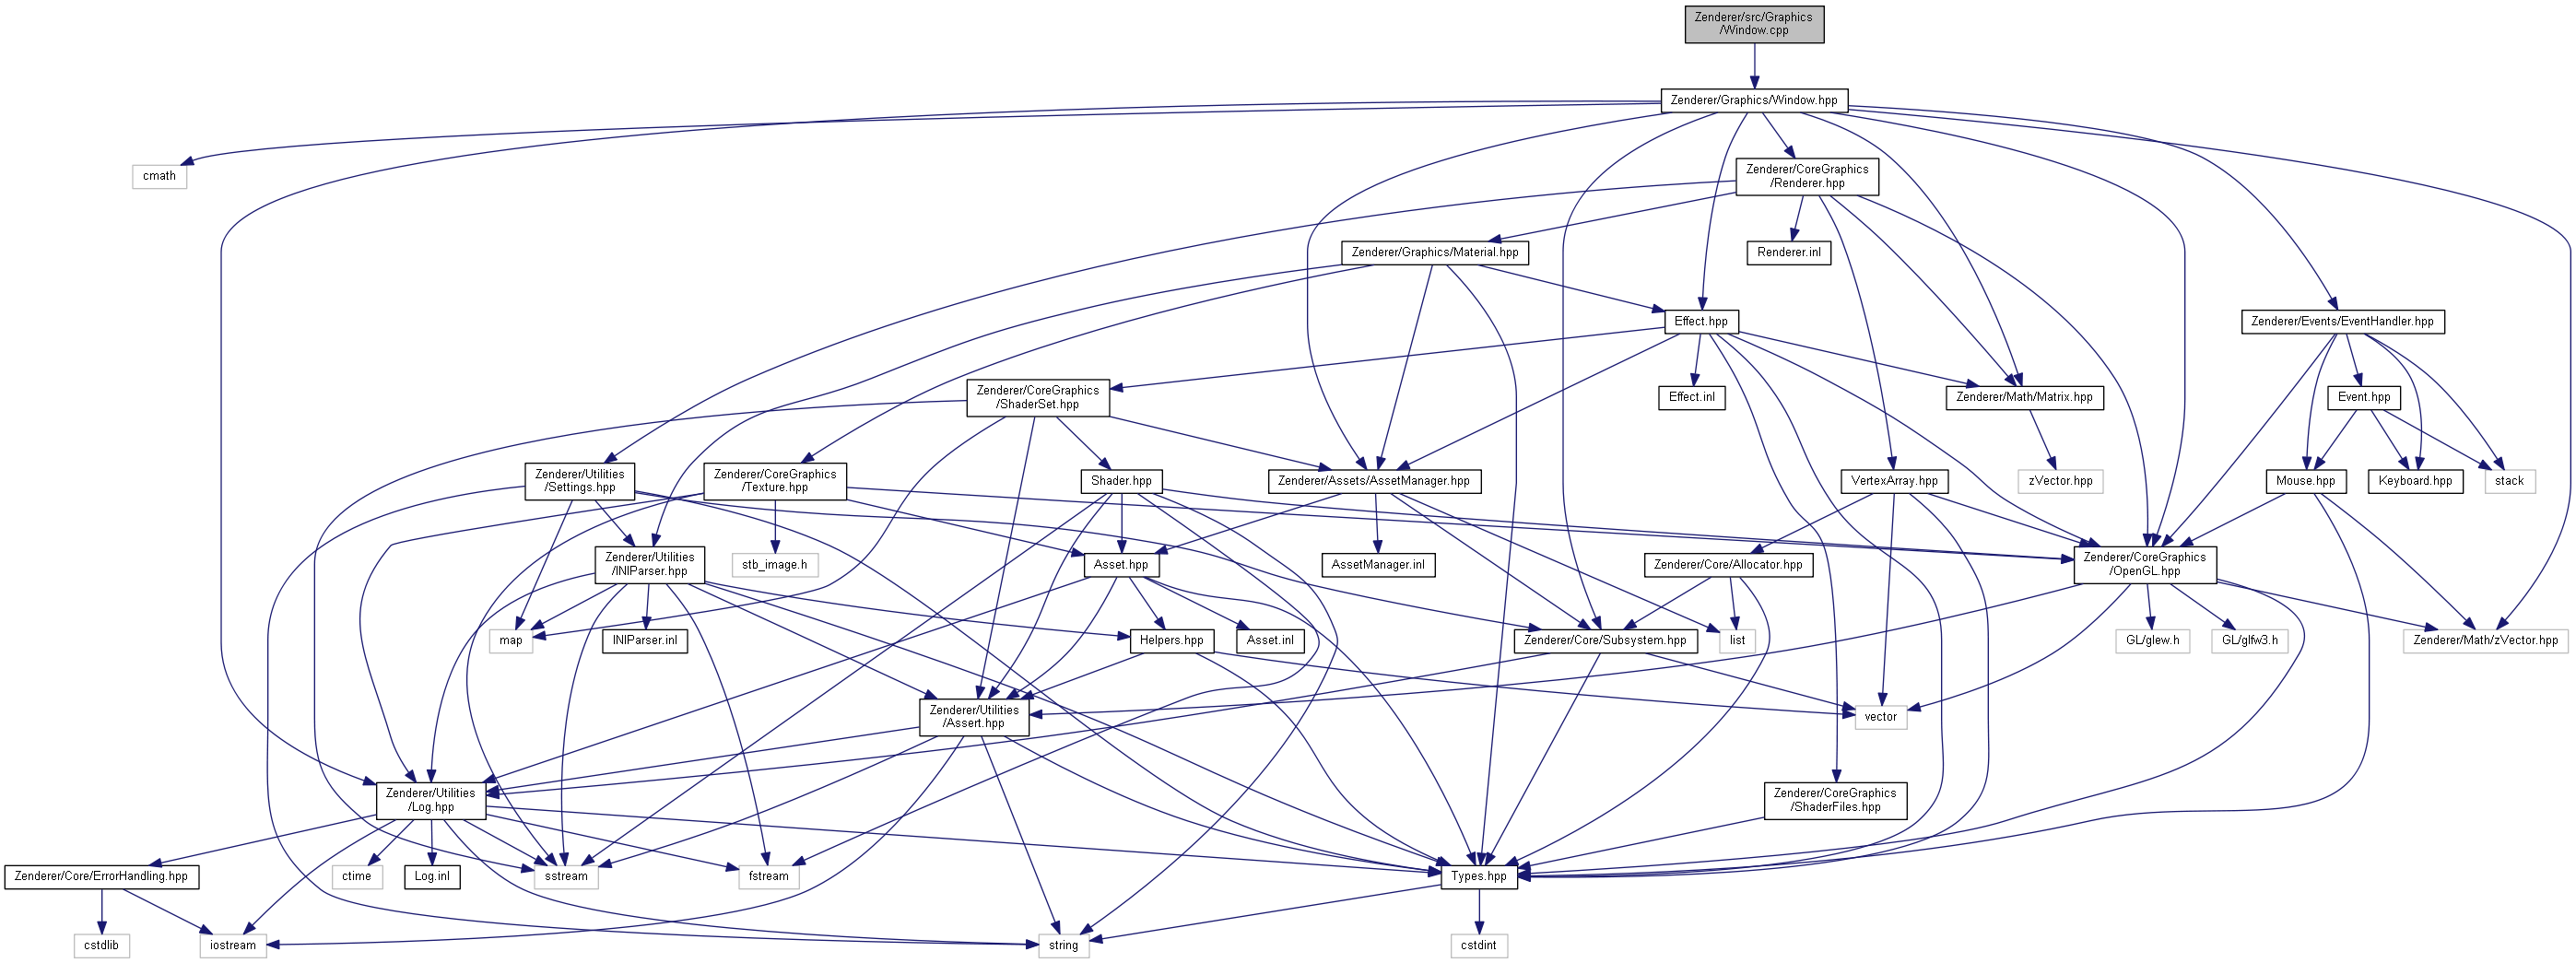 Zenderer/src/Graphics
/Window.cpp
Zenderer/Graphics/Window.hpp
cmath
Zenderer/CoreGraphics
/Renderer.hpp
Zenderer/Graphics/Material.hpp
Renderer.inl
Effect.hpp
Zenderer/Events/EventHandler.hpp
Zenderer/CoreGraphics
/ShaderSet.hpp
Effect.inl
Zenderer/Math/Matrix.hpp
Event.hpp
Zenderer/Utilities
/Settings.hpp
Zenderer/CoreGraphics
/Texture.hpp
Shader.hpp
Zenderer/Assets/AssetManager.hpp
VertexArray.hpp
zVector.hpp
Mouse.hpp
Keyboard.hpp
stack
Zenderer/Utilities
/INIParser.hpp
stb_image.h
Asset.hpp
AssetManager.inl
Zenderer/Core/Allocator.hpp
Zenderer/CoreGraphics
/OpenGL.hpp
map
INIParser.inl
Helpers.hpp
Asset.inl
Zenderer/Core/Subsystem.hpp
list
GL/glew.h
GL/glfw3.h
Zenderer/Math/zVector.hpp
Zenderer/Utilities
/Assert.hpp
vector
Zenderer/Utilities
/Log.hpp
Zenderer/CoreGraphics
/ShaderFiles.hpp
Zenderer/Core/ErrorHandling.hpp
ctime
Log.inl
sstream
fstream
Types.hpp
cstdlib
iostream
string
cstdint